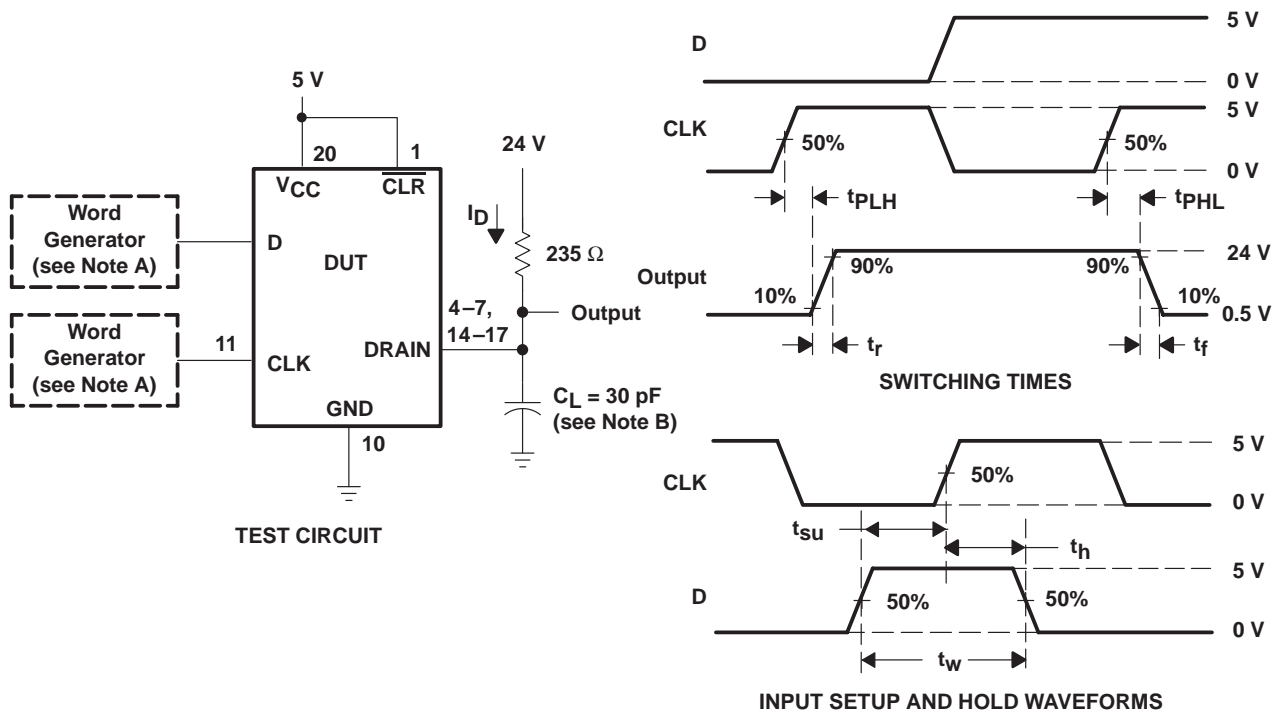 5 V
20
1
VCC
CLR
Word
Generator
(see Note A)
D
DUT
Word
Generator
(see Note A)
11
CLK
DRAIN
GND
10
4–7,
14–17
24 V
ID
235 Ω
Output
CL = 30 pF
(see Note B)
TEST CIRCUIT
D
5 V
0 V
CLK
50%
50%
5 V
0 V
tPLH
tPHL
Output
10%
90%
90%
10%
24 V
0.5 V
tr
tf
SWITCHING TIMES
CLK
50%
5 V
0 V
tsu
th
D
50%
50%
5 V
0 V
tw
INPUT SETUP AND HOLD WAVEFORMS